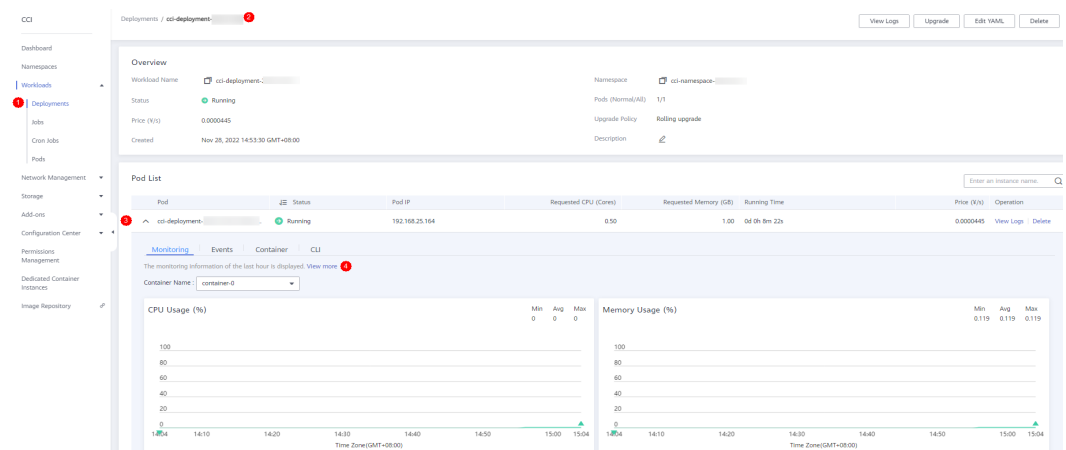 CCI
Deployments / cci-deployment- 2
View Logs Upgrade Edit YAML Delete
Dashboard
Namespaces
Workloads
1 Deployments
Jobs
Cron Jobs
Pods
Network Management
Storage
Add-ons
Configuration Center
Permissions
Management
Dedicated Container
Instances
Image Repository
Overview
Workload Name cci-deployment- Namespace cci-namespace-
Status Running Pods (Normal/All) 1/1
Price (¥/s) 0.0000445 Upgrade Policy Rolling upgrade
Created Nov 28, 2022 14:53:30 GMT+08:00 Description
Pod List
Enter an instance name.
Pod Status Pod IP Requested CPU (Cores) Requested Memory (GB) Running Time Price (¥/s) Operation
3 cci-deployment- Running 192.168.25.164 0.50 1.00 0d 0h 8m 22s 0.0000445 View Logs Delete
Monitoring Events Container CLI
The monitoring information of the last hour is displayed. View more 4
Container Name : container-0
CPU Usage (%) Min Avg Max
0 0 0
100
80
60
40
20
0
14:04 14:10 14:20 14:30 14:40 14:50 15:00 15:04
Time Zone(GMT+08:00)
Memory Usage (%) Min Avg Max
0.119 0.119 0.119
100
80
60
40
20
0
14:04 14:10 14:20 14:30 14:40 14:50 15:00 15:04
Time Zone(GMT+08:00)